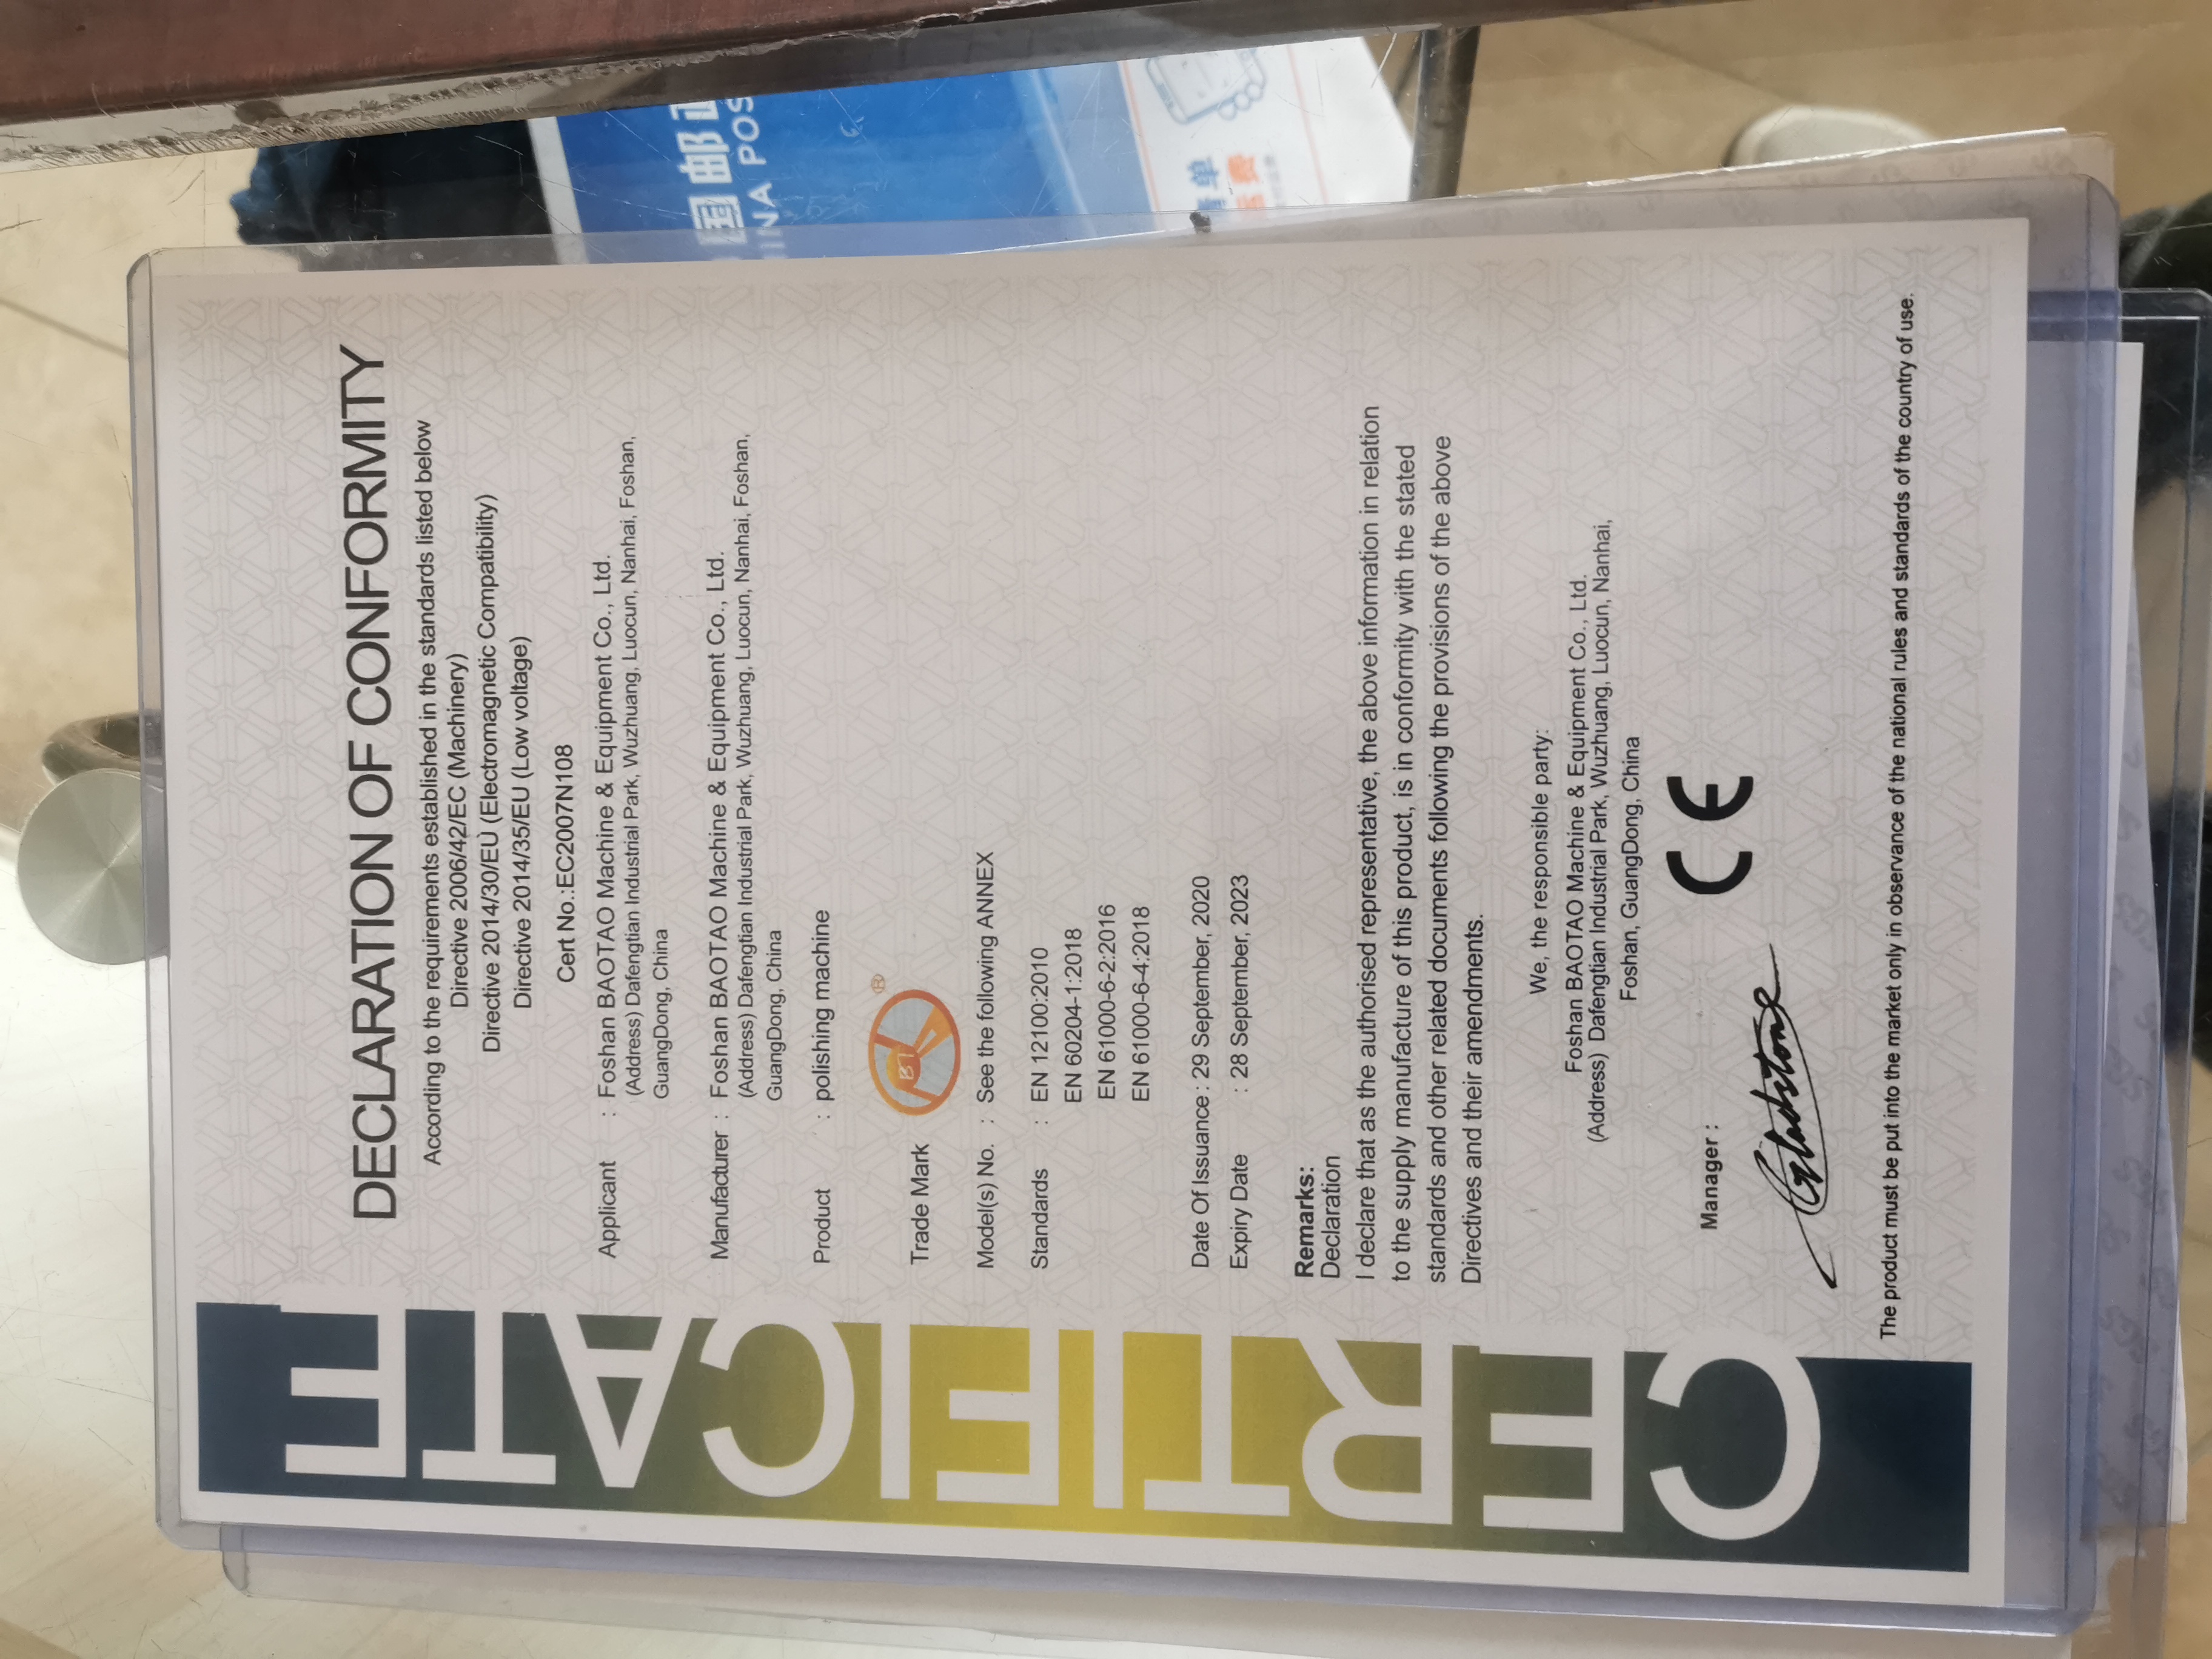 CERTIFICATE
DECLARATION OF CONFORMITY
According to the requirements established in the standards listed below
Directive 2006/42/EC (Machinery)
Directive 2014/30/EU (Electromagnetic Compatibility)
Directive 2014/35/EU (Low voltage)
Cert No.:EC2007N108
Applicant : Foshan BAOTAO Machine & Equipment Co., Ltd.
(Address) Dafengtian Industrial Park, Wuzhuang, Luocun, Nanhai, Foshan,
GuangDong, China
Manufacturer : Foshan BAOTAO Machine & Equipment Co., Ltd.
(Address) Dafengtian Industrial Park, Wuzhuang, Luocun, Nanhai, Foshan,
GuangDong, China
Product : polishing machine
Trade Mark
BT ®
Model(s) No. : See the following ANNEX
Standards : EN 12100:2010
EN 60204-1:2018
EN 61000-6-2:2016
EN 61000-6-4:2018
Date Of Issuance : 29 September, 2020
Expiry Date : 28 September, 2023
Remarks:
Declaration
I declare that as the authorised representative, the above information in relation
to the supply manufacture of this product, is in conformity with the stated
standards and other related documents following the provisions of the above
Directives and their amendments.
We, the responsible party:
Foshan BAOTAO Machine & Equipment Co., Ltd.
(Address) Dafengtian Industrial Park, Wuzhuang, Luocun, Nanhai,
Foshan, GuangDong, China
Manager :
Gladstone
CE
The product must be put into the market only in observance of the national rules and standards of the country of use.
国邮
INA POS
单
费